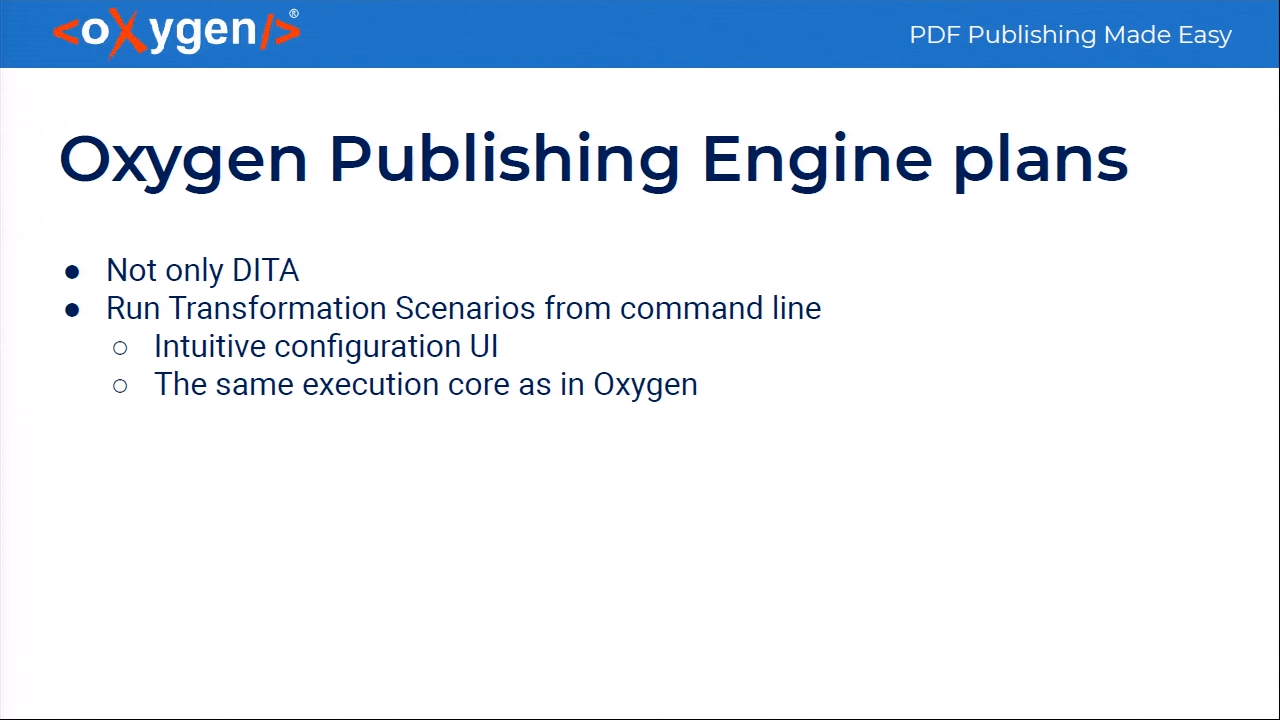 <oXygen/>®
PDF Publishing Made Easy
Oxygen Publishing Engine plans
● Not only DITA
● Run Transformation Scenarios from command line
○ Intuitive configuration UI
○ The same execution core as in Oxygen